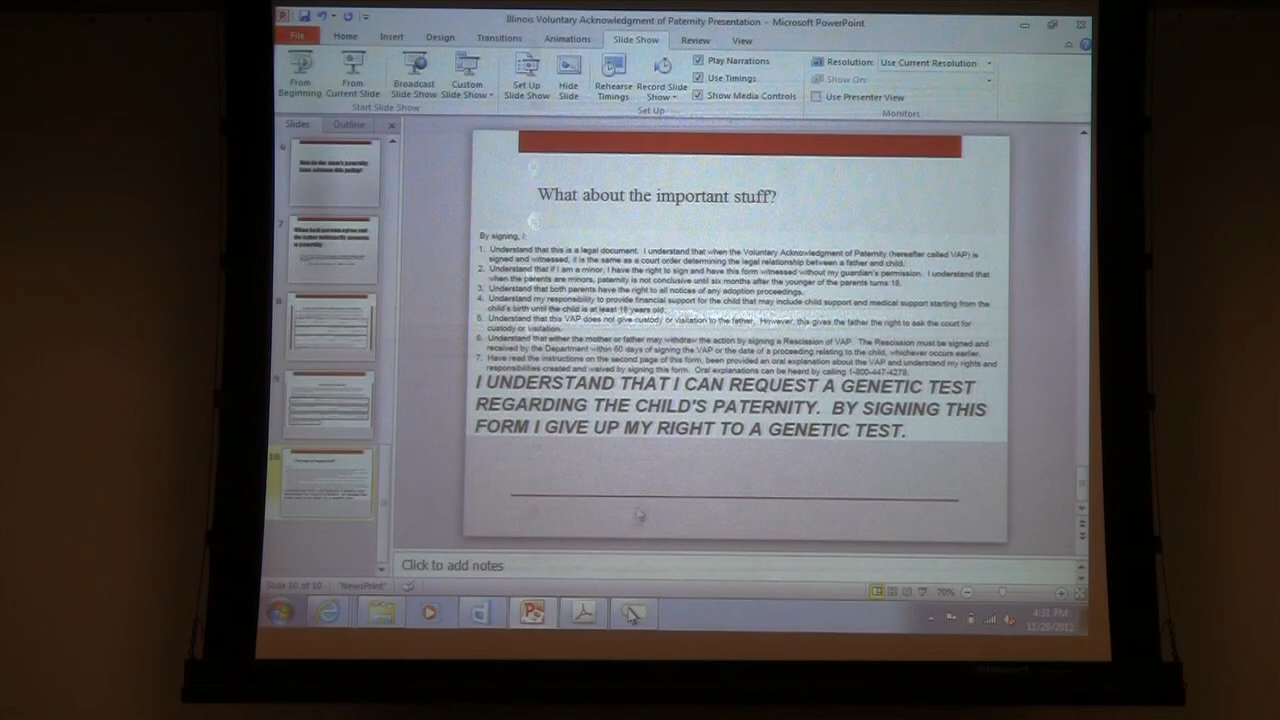 Illinois Voluntary Acknowledgment of Paternity Presentation - Microsoft PowerPoint
File Home Insert Design Transitions Animations Slide Show Review View
From Beginning
From Current Slide
Broadcast Slide Show
Custom Slide Show
Set Up Slide Show
Hide Slide
Rehearse Timings
Record Slide Show
Play Narrations
Use Timings
Show Media Controls
Resolution: Use Current Resolution
Show On:
Use Presenter View
Start Slide Show
Set Up
Monitors
Slides Outline
6
7
8
9
10
What about the important stuff?
By signing, I:
1. Understand that this is a legal document. I understand that when the Voluntary Acknowledgment of Paternity (hereafter called VAP) is
signed and witnessed, it is the same as a court order determining the legal relationship between a father and child.
2. Understand that if I am a minor, I have the right to sign and have this form witnessed without my guardian's permission. I understand that
when the parents are minors, paternity is not conclusive until six months after the younger of the parents turns 18.
3. Understand that both parents have the right to all notices of any adoption proceedings.
4. Understand my responsibility to provide financial support for the child that may include child support and medical support starting from the
child's birth until the child is at least 18 years old.
5. Understand that this VAP does not give custody or visitation to the father. However, this gives the father the right to ask the court for
custody or visitation.
6. Understand that either the mother or father may withdraw the action by signing a Rescission of VAP. The Rescission must be signed and
received by the Department within 60 days of signing the VAP or the date of a proceeding relating to the child, whichever occurs earlier.
7. Have read the instructions on the second page of this form, been provided an oral explanation about the VAP and understand my rights and
responsibilities created and waived by signing this form. Oral explanations can be heard by calling 1-800-447-4278.
I UNDERSTAND THAT I CAN REQUEST A GENETIC TEST
REGARDING THE CHILD'S PATERNITY. BY SIGNING THIS
FORM I GIVE UP MY RIGHT TO A GENETIC TEST.
Click to add notes
Slide 10 of 10 "NewsPrint"
70%
4:31 PM
11/29/2012